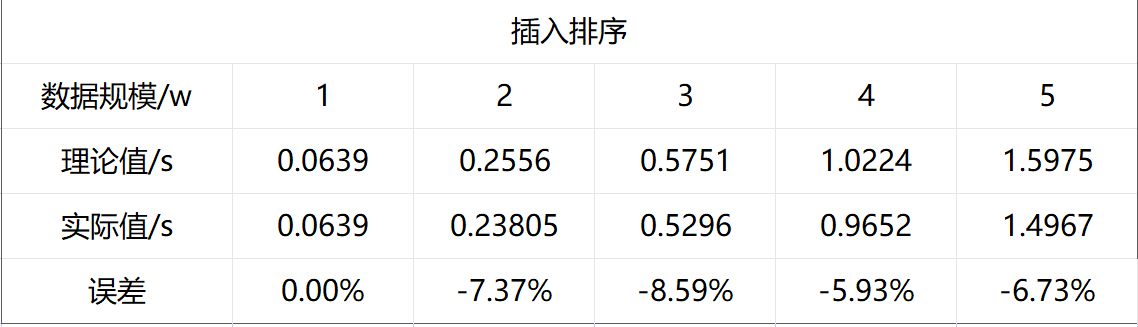 插入排序
数据规模/w 1 2 3 4 5
理论值/s 0.0639 0.2556 0.5751 1.0224 1.5975
实际值/s 0.0639 0.23805 0.5296 0.9652 1.4967
误差 0.00% -7.37% -8.59% -5.93% -6.73%